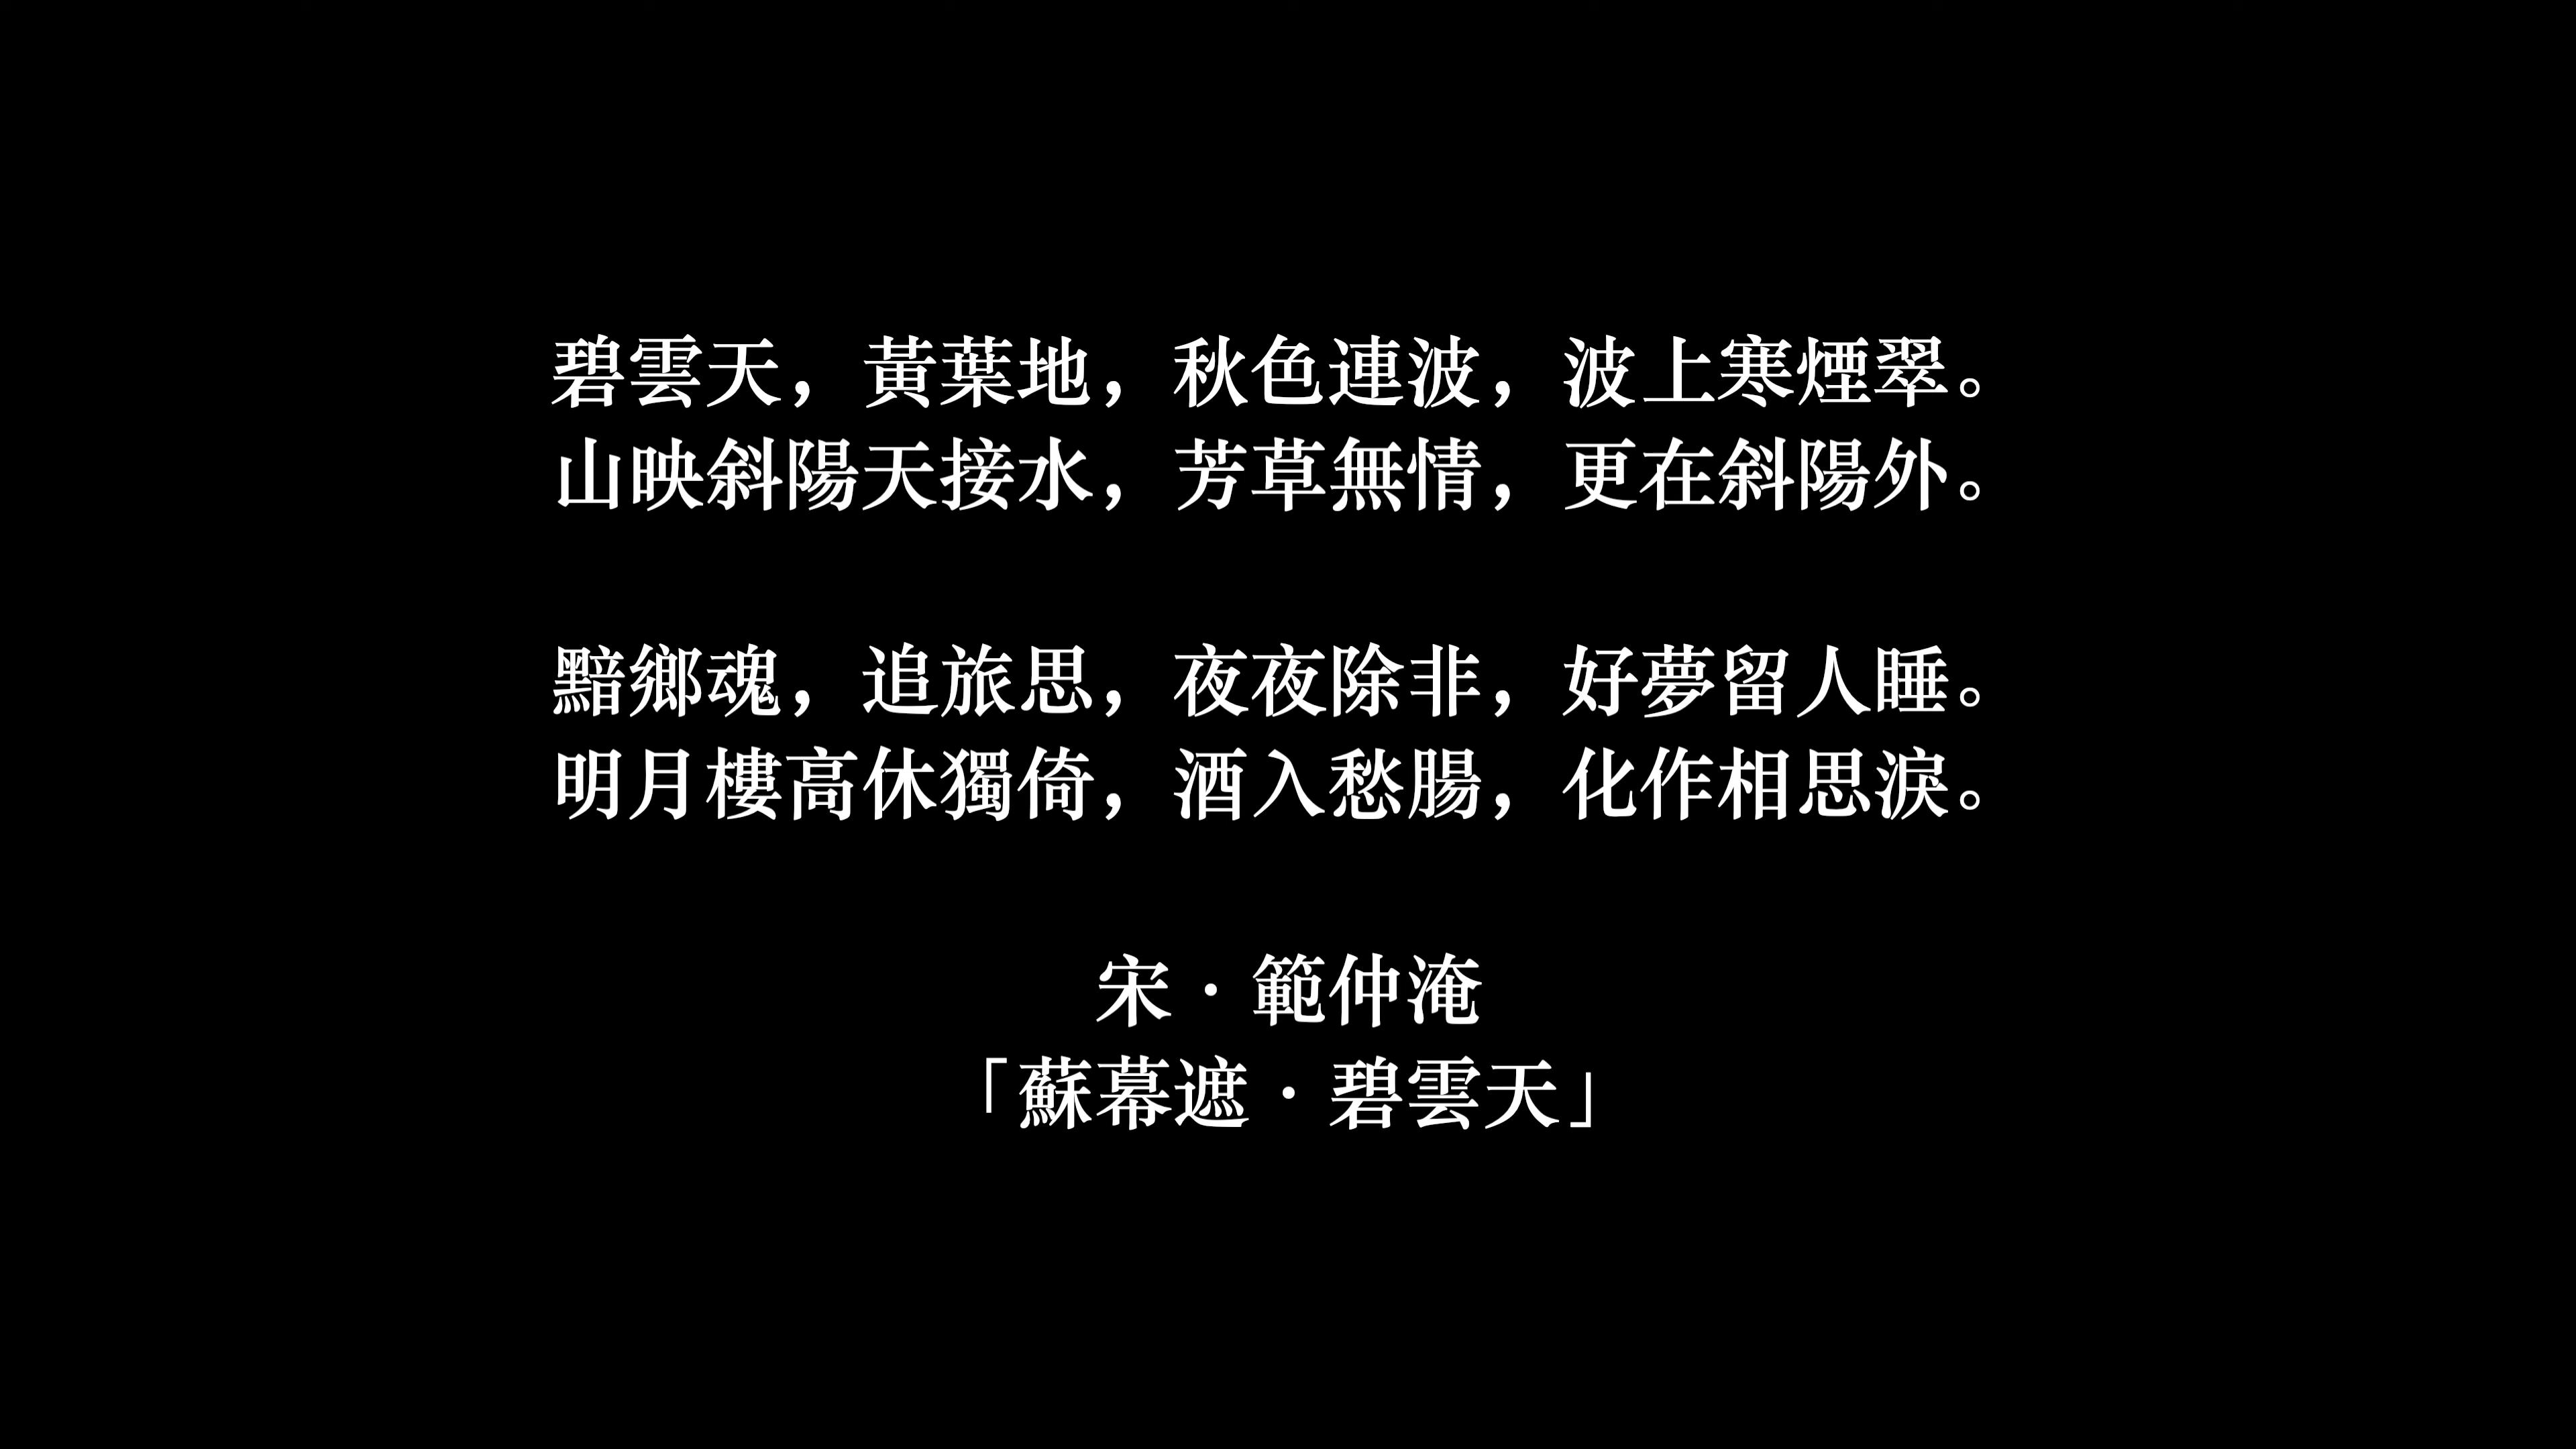 碧雲天，黃葉地，秋色連波，波上寒煙翠。
山映斜陽天接水，芳草無情，更在斜陽外。
黯鄉魂，追旅思，夜夜除非，好夢留人睡。
明月樓高休獨倚，酒入愁腸，化作相思淚。
宋·範仲淹
「蘇幕遮·碧雲天」